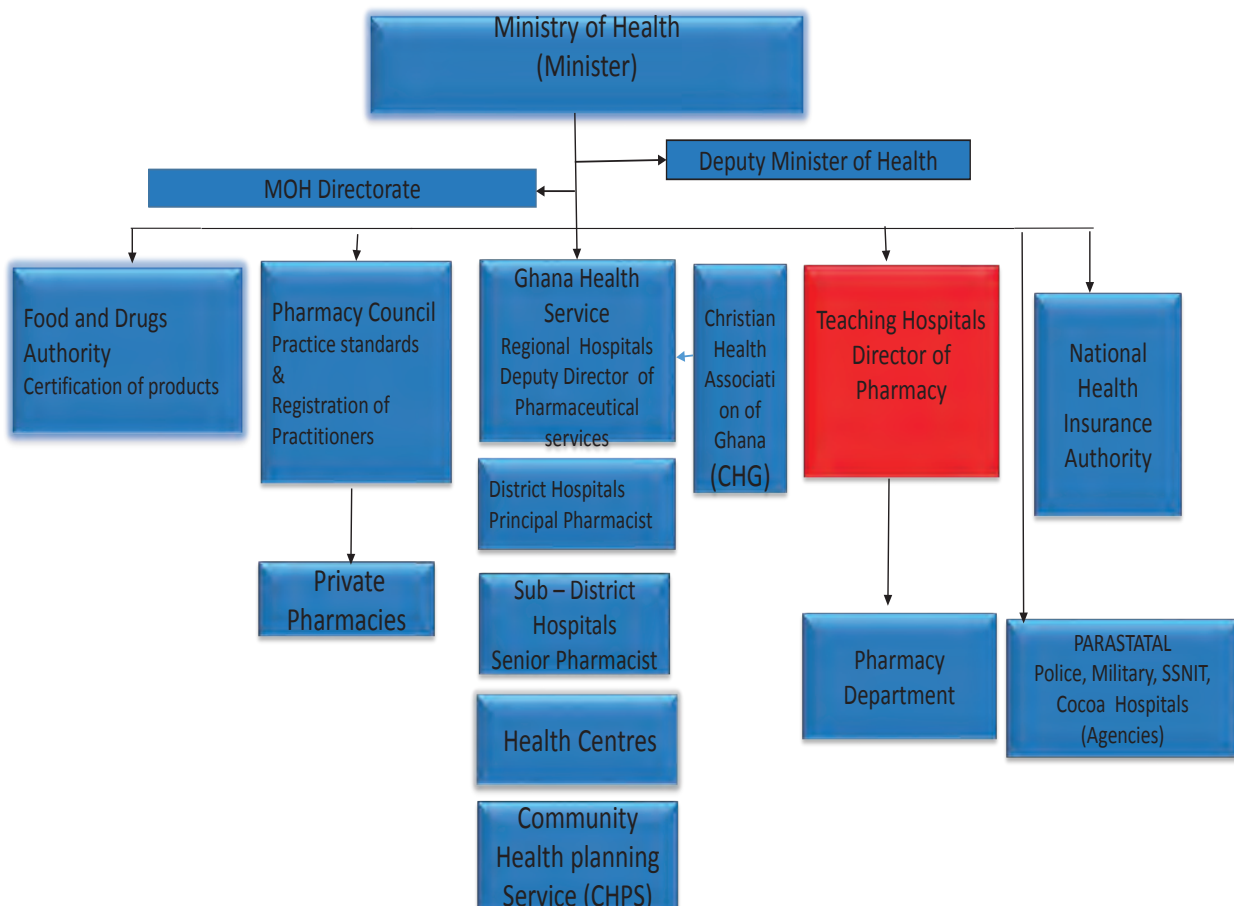 Ministry of Health
(Minister)
Deputy Minister of Health
MOH Directorate
Food and Drugs
Authority
Certification of products
Pharmacy Council
Practice standards
&
Registration of
Practitioners
Ghana Health
Service
Regional Hospitals
Deputy Director of
Pharmaceutical
services
Christian
Health
Associati
on of
Ghana
(CHG)
Teaching Hospitals
Director of
Pharmacy
National
Health
Insurance
Authority
District Hospitals
Principal Pharmacist
Private
Pharmacies
Sub – District
Hospitals
Senior Pharmacist
Pharmacy
Department
PARASTATAL
Police, Military, SSNIT,
Cocoa Hospitals
(Agencies)
Health Centres
Community
Health planning
Service (CHPS)